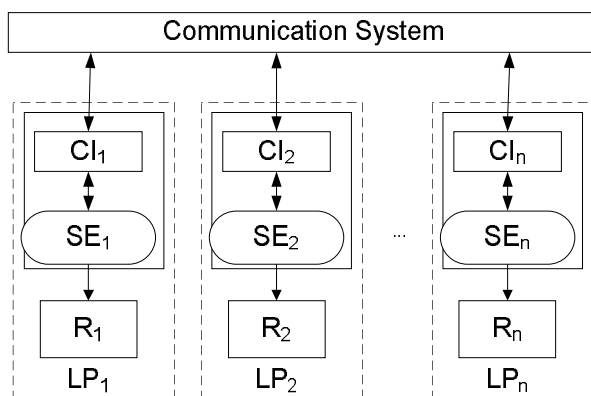 Communication System
CI₁ CI₂ CIₙ
SE₁ SE₂ ... SEₙ
R₁ R₂ Rₙ
LP₁ LP₂ LPₙ